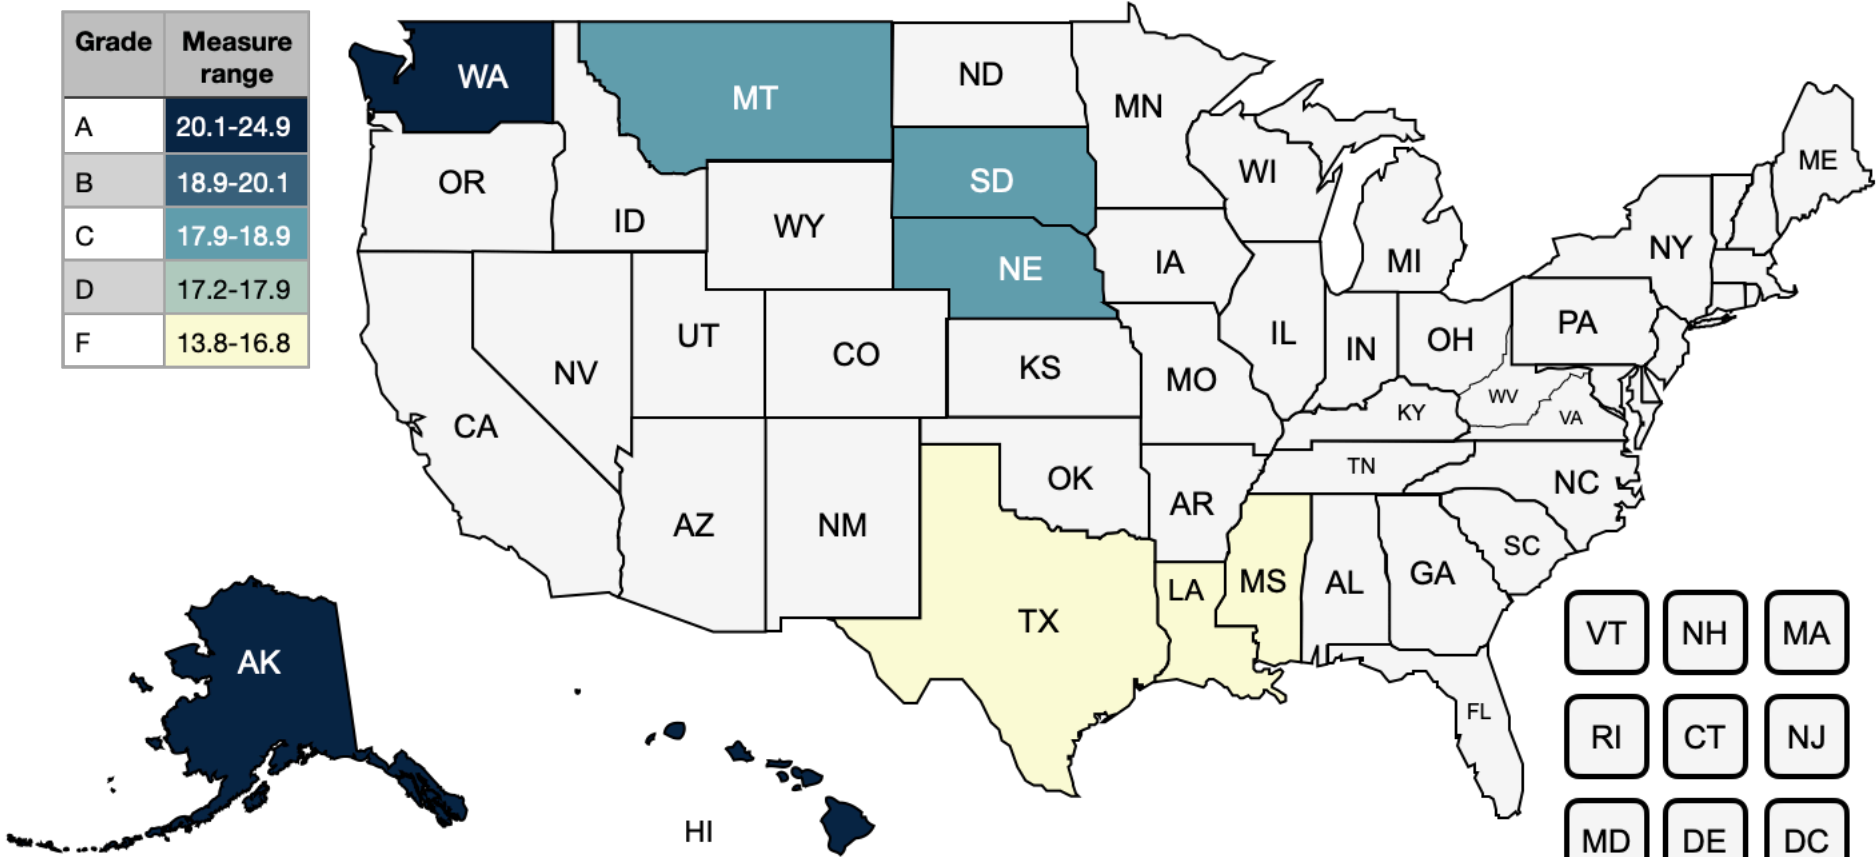 Grade Measure range
A 20.1-24.9
B 18.9-20.1
C 17.9-18.9
D 17.2-17.9
F 13.8-16.8
WA
MT
ND
MN
OR
ID
WY
SD
WI
ME
NE
IA
MI
NY
NV
UT
CO
KS
MO
IL
IN
OH
PA
CA
KY
WV
VA
AZ
NM
OK
AR
TN
NC
TX
LA
MS
AL
GA
SC
FL
AK
HI
VT NH MA
RI CT NJ
MD DE DC